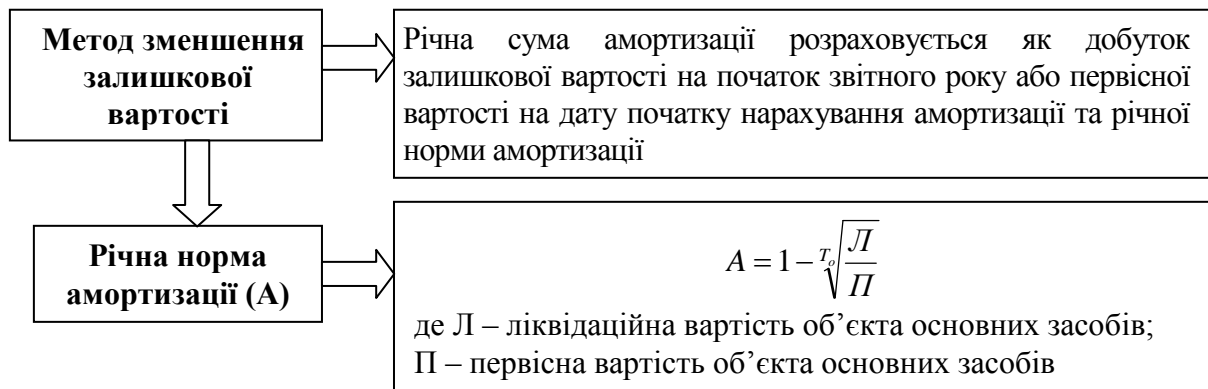 Метод зменшення
залишкової
вартості
Річна сума амортизації розраховується як добуток
залишкової вартості на початок звітного року або первісної
вартості на дату початку нарахування амортизації та річної
норми амортизації
Річна норма
амортизації (А)
A = 1 − ᵀᵒ√(Л/П)
де Л – ліквідаційна вартість об’єкта основних засобів;
П – первісна вартість об’єкта основних засобів